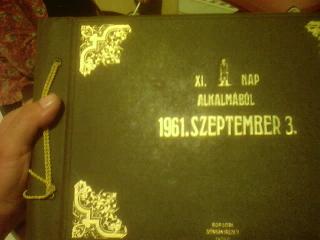 XI. NAP
ALKALMÁBÓL
1961. SZEPTEMBER 3.